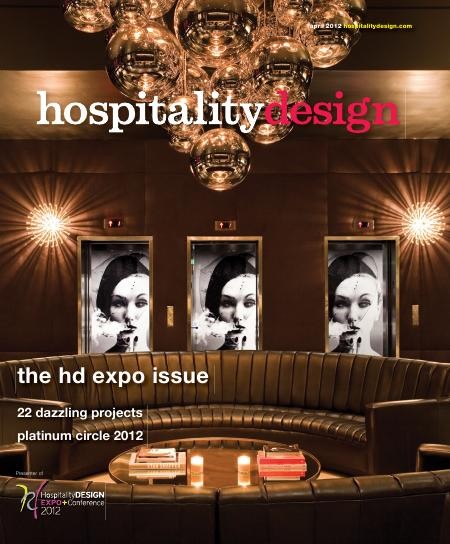 april 2012 hospitalitydesign.com
hospitalitydesign
the hd expo issue
22 dazzling projects
platinum circle 2012
Presenter of
HospitalityDESIGN
EXPO+Conference
2012